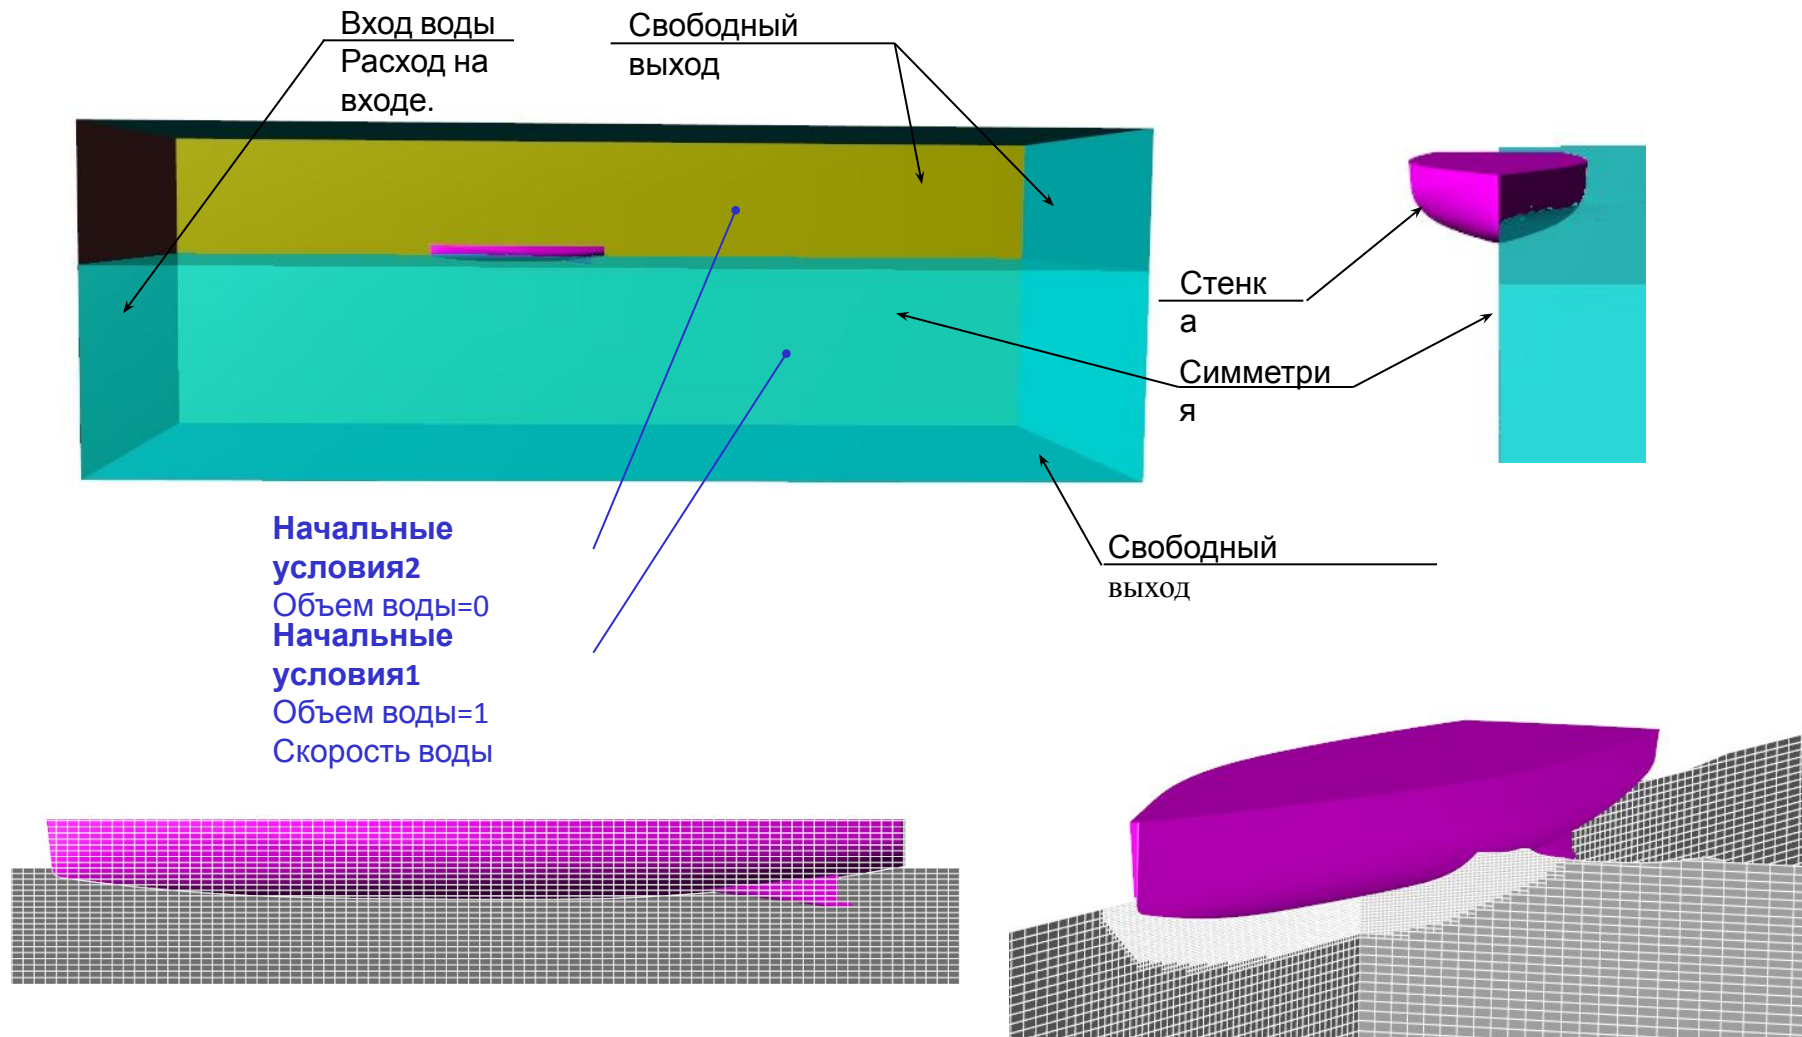 Вход воды
Расход на
входе.
Свободный
выход
Стенк
а
Симметри
я
Свободный
выход
Начальные
условия2
Объем воды=0
Начальные
условия1
Объем воды=1
Скорость воды